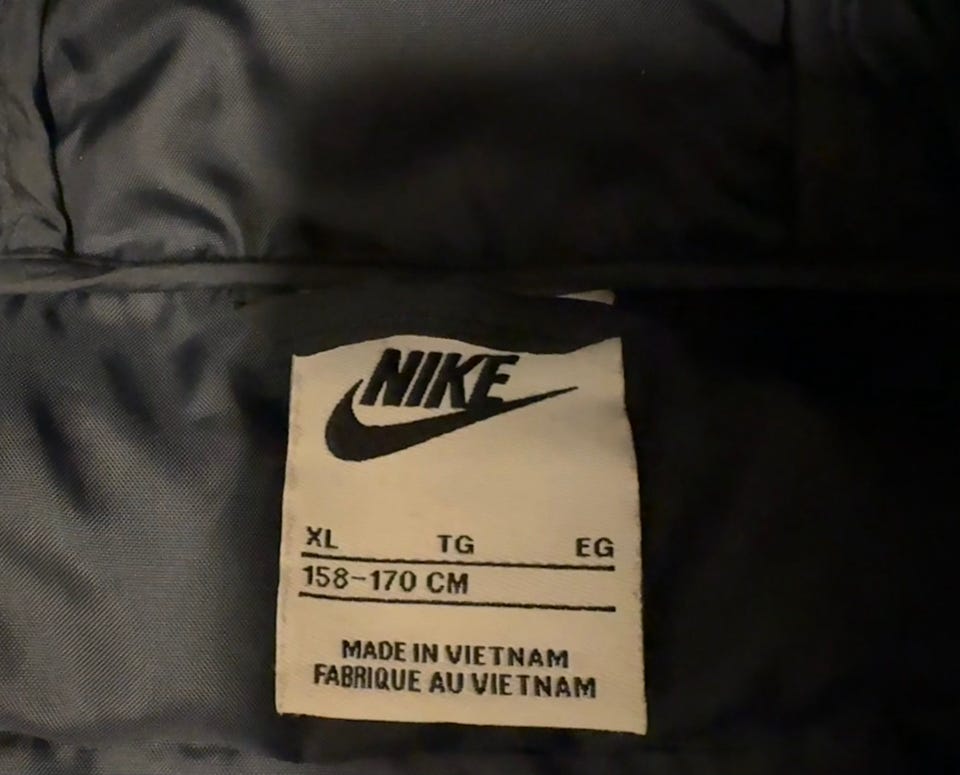 NIKE
XL TG EG
158-170 CM
MADE IN VIETNAM
FABRIQUE AU VIETNAM